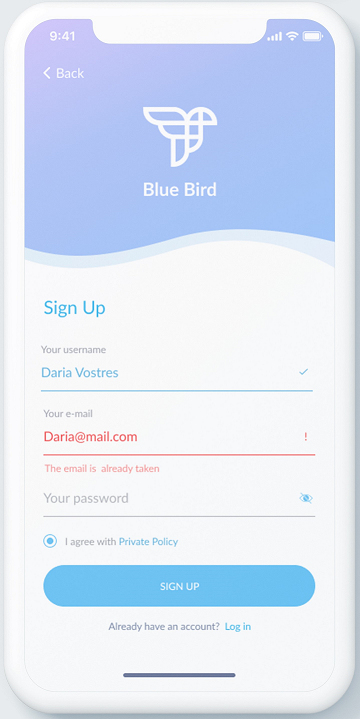 9:41
Back
Blue Bird
Sign Up
Your username
Daria Vostres
Your e-mail
Daria@mail.com !
The email is already taken
Your password
I agree with Private Policy
SIGN UP
Already have an account? Log in